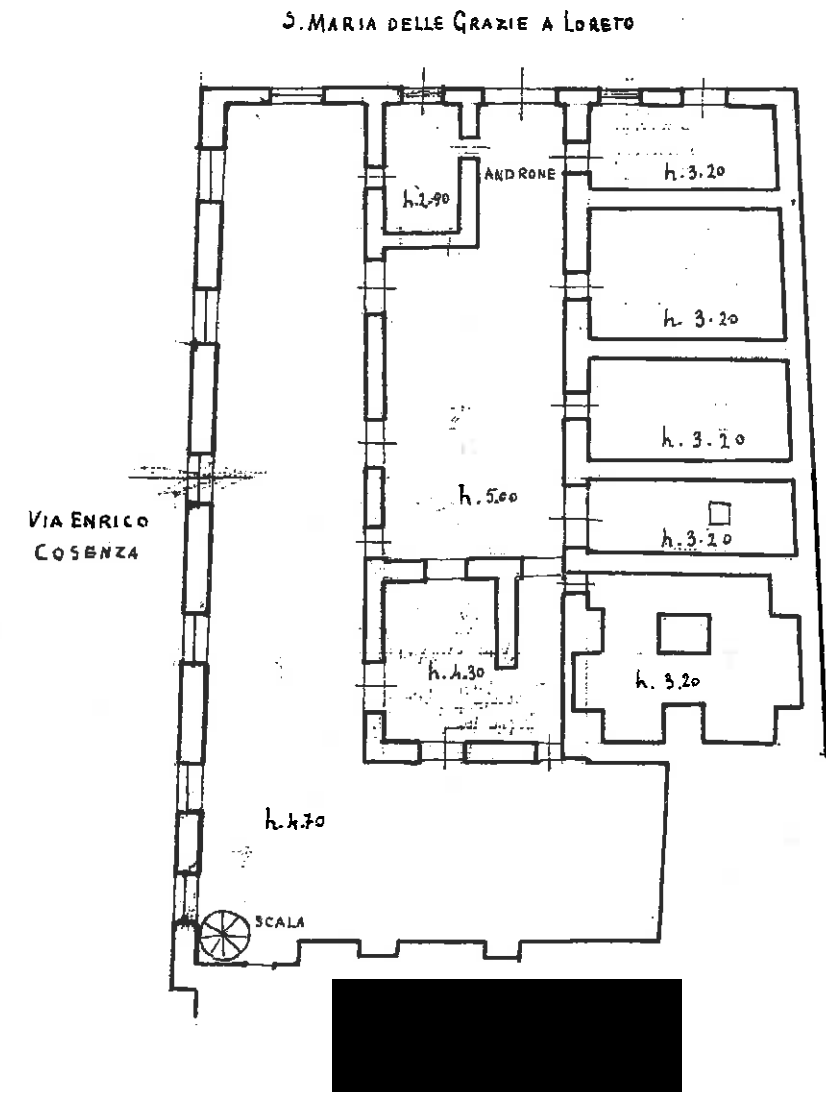 S. MARIA DELLE GRAZIE A LORETO
ANDRONE
h. 3.20
h. 2.90
h. 3.20
h. 3.20
h. 5.60
h. 3.20
VIA ENRICO
COSENZA
h. 4.30
h. 3.20
h. 4.70
SCALA